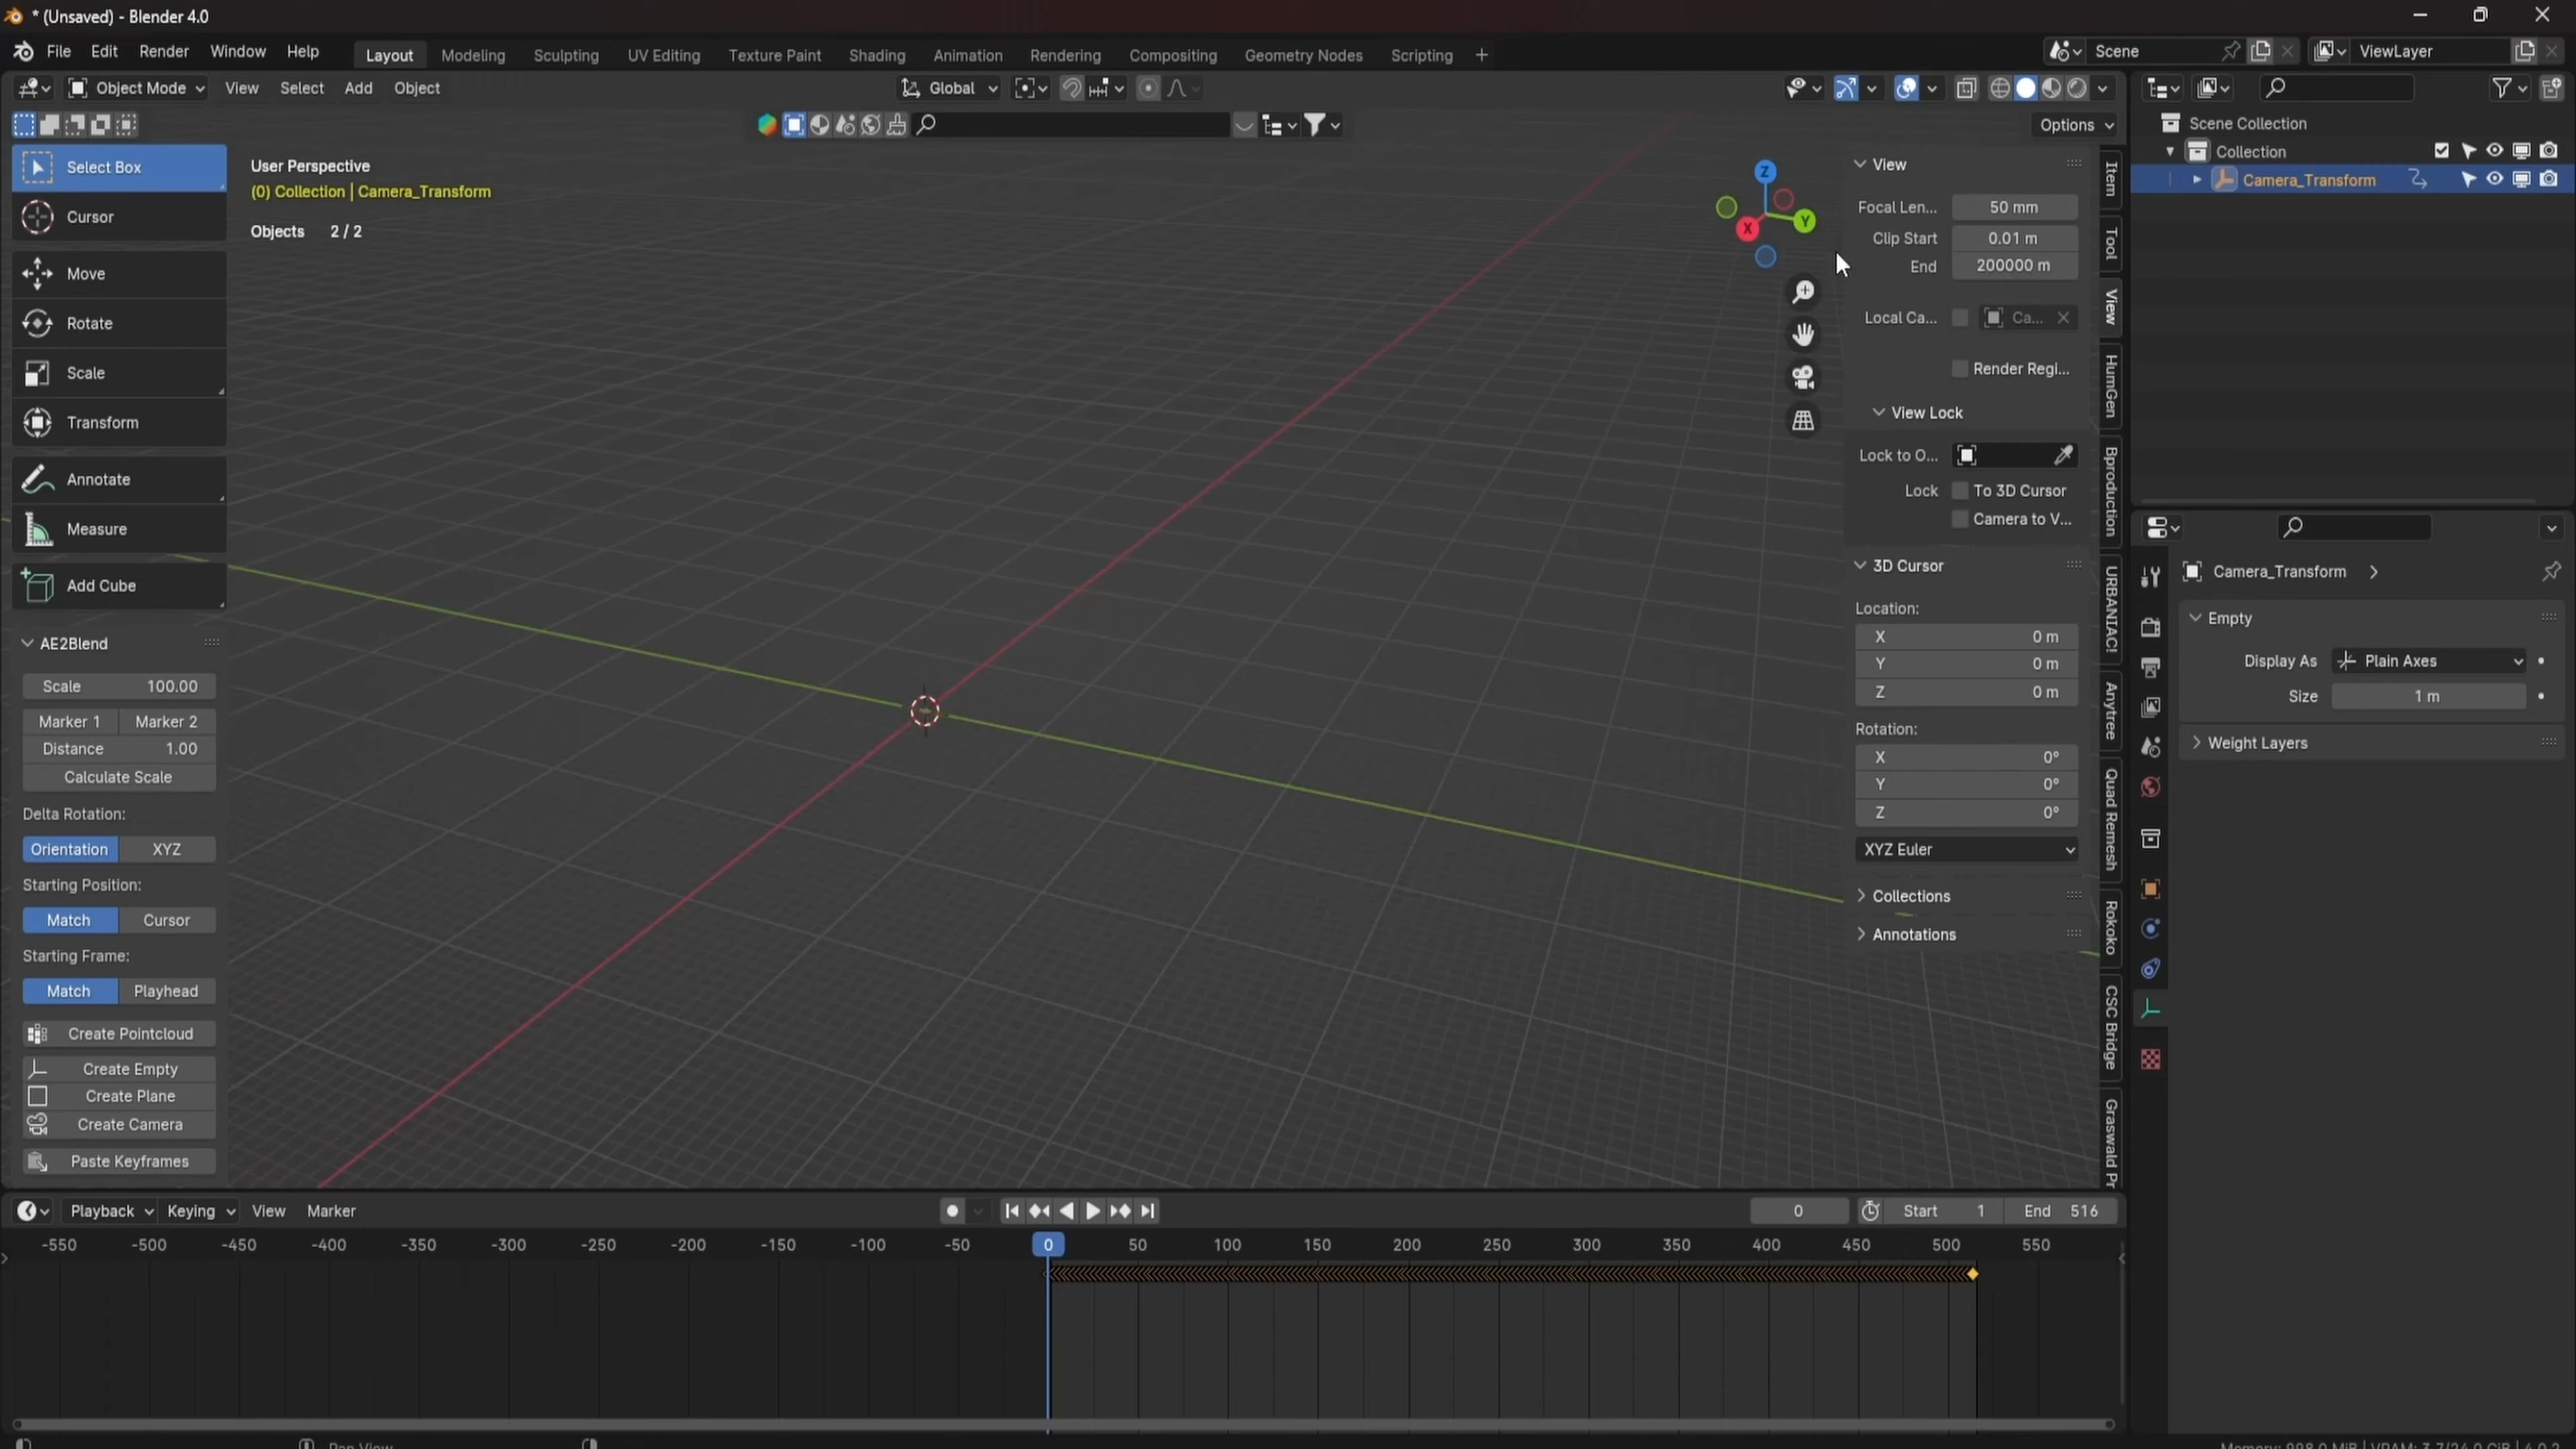 * (Unsaved) - Blender 4.0
File Edit Render Window Help Layout Modeling Sculpting UV Editing Texture Paint Shading Animation Rendering Compositing Geometry Nodes Scripting + Scene ViewLayer
Object Mode View Select Add Object Global
Options
Select Box
Cursor
Move
Rotate
Scale
Transform
Annotate
Measure
Add Cube
AE2Blend
Scale 100.00
Marker 1 Marker 2
Distance 1.00
Calculate Scale
Delta Rotation:
Orientation XYZ
Starting Position:
Match Cursor
Starting Frame:
Match Playhead
Create Pointcloud
Create Empty
Create Plane
Create Camera
Paste Keyframes
User Perspective
(0) Collection | Camera_Transform
Objects 2 / 2
Z
Y
X
View
Focal Len... 50 mm
Clip Start 0.01 m
End 200000 m
Local Ca... Ca...
Render Regi...
View Lock
Lock to O...
Lock To 3D Cursor
Camera to V...
3D Cursor
Location:
X 0 m
Y 0 m
Z 0 m
Rotation:
X 0°
Y 0°
Z 0°
XYZ Euler
Collections
Annotations
Item
Tool
View
HumGen
Bproduction
URBANIAC!
Anytree
Quad Remesh
Rokoko
CSC Bridge
Graswald Pr
Scene Collection
Collection
Camera_Transform
Camera_Transform
Empty
Display As Plain Axes
Size 1 m
Weight Layers
Playback Keying View Marker 0 Start 1 End 516
-550 -500 -450 -400 -350 -300 -250 -200 -150 -100 -50 0 50 100 150 200 250 300 350 400 450 500 550
Pan View